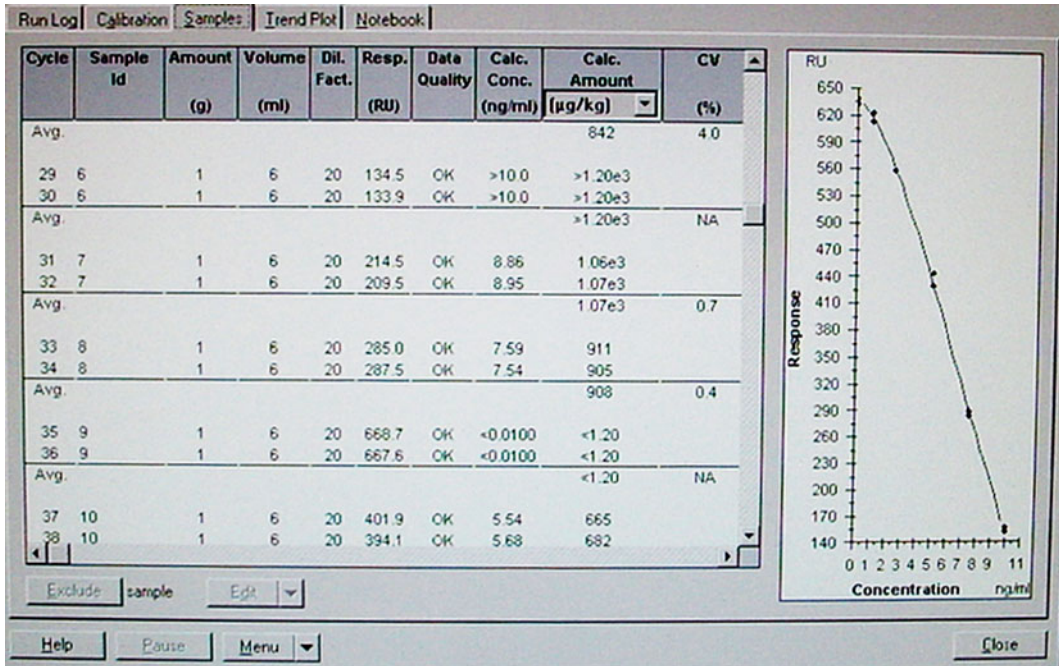 Run Log Calibration Samples Trend Plot Notebook
Cycle Sample Id Amount (g) Volume (ml) Dil. Fact. Resp. (RU) Data Quality Calc. Conc. (ng/ml) Calc. Amount [µg/kg] CV (%)
Avg. 842 4.0
29 6 1 6 20 134.5 OK >10.0 >1.20e3
30 6 1 6 20 133.9 OK >10.0 >1.20e3
Avg. >1.20e3 NA
31 7 1 6 20 214.5 OK 8.86 1.06e3
32 7 1 6 20 209.5 OK 8.95 1.07e3
Avg. 1.07e3 0.7
33 8 1 6 20 285.0 OK 7.59 911
34 8 1 6 20 287.5 OK 7.54 905
Avg. 908 0.4
35 9 1 6 20 668.7 OK <0.0100 <1.20
36 9 1 6 20 667.6 OK <0.0100 <1.20
Avg. <1.20 NA
37 10 1 6 20 401.9 OK 5.54 665
38 10 1 6 20 394.1 OK 5.68 682
Exclude sample Edit
Help Pause Menu Close
RU
650
620
590
560
530
500
470
440
410
380
350
320
290
260
230
200
170
140
Response
0 1 2 3 4 5 6 7 8 9 11
Concentration ng/ml